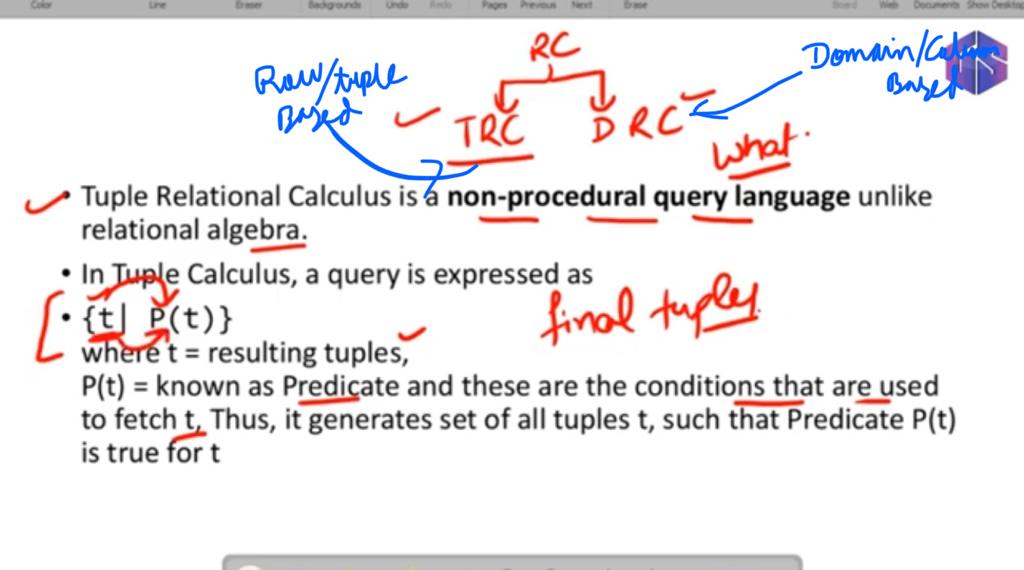 Color Line Eraser Backgrounds Undo Redo Pages Previous Next Erase Board Web Documents Show Desktop
RC
Row/tuple
Based
Domain/Column
Based
TRC DRC
What.
• Tuple Relational Calculus is a non-procedural query language unlike
relational algebra.
• In Tuple Calculus, a query is expressed as
• {t| P(t)}
final tuples
where t = resulting tuples,
P(t) = known as Predicate and these are the conditions that are used
to fetch t, Thus, it generates set of all tuples t, such that Predicate P(t)
is true for t